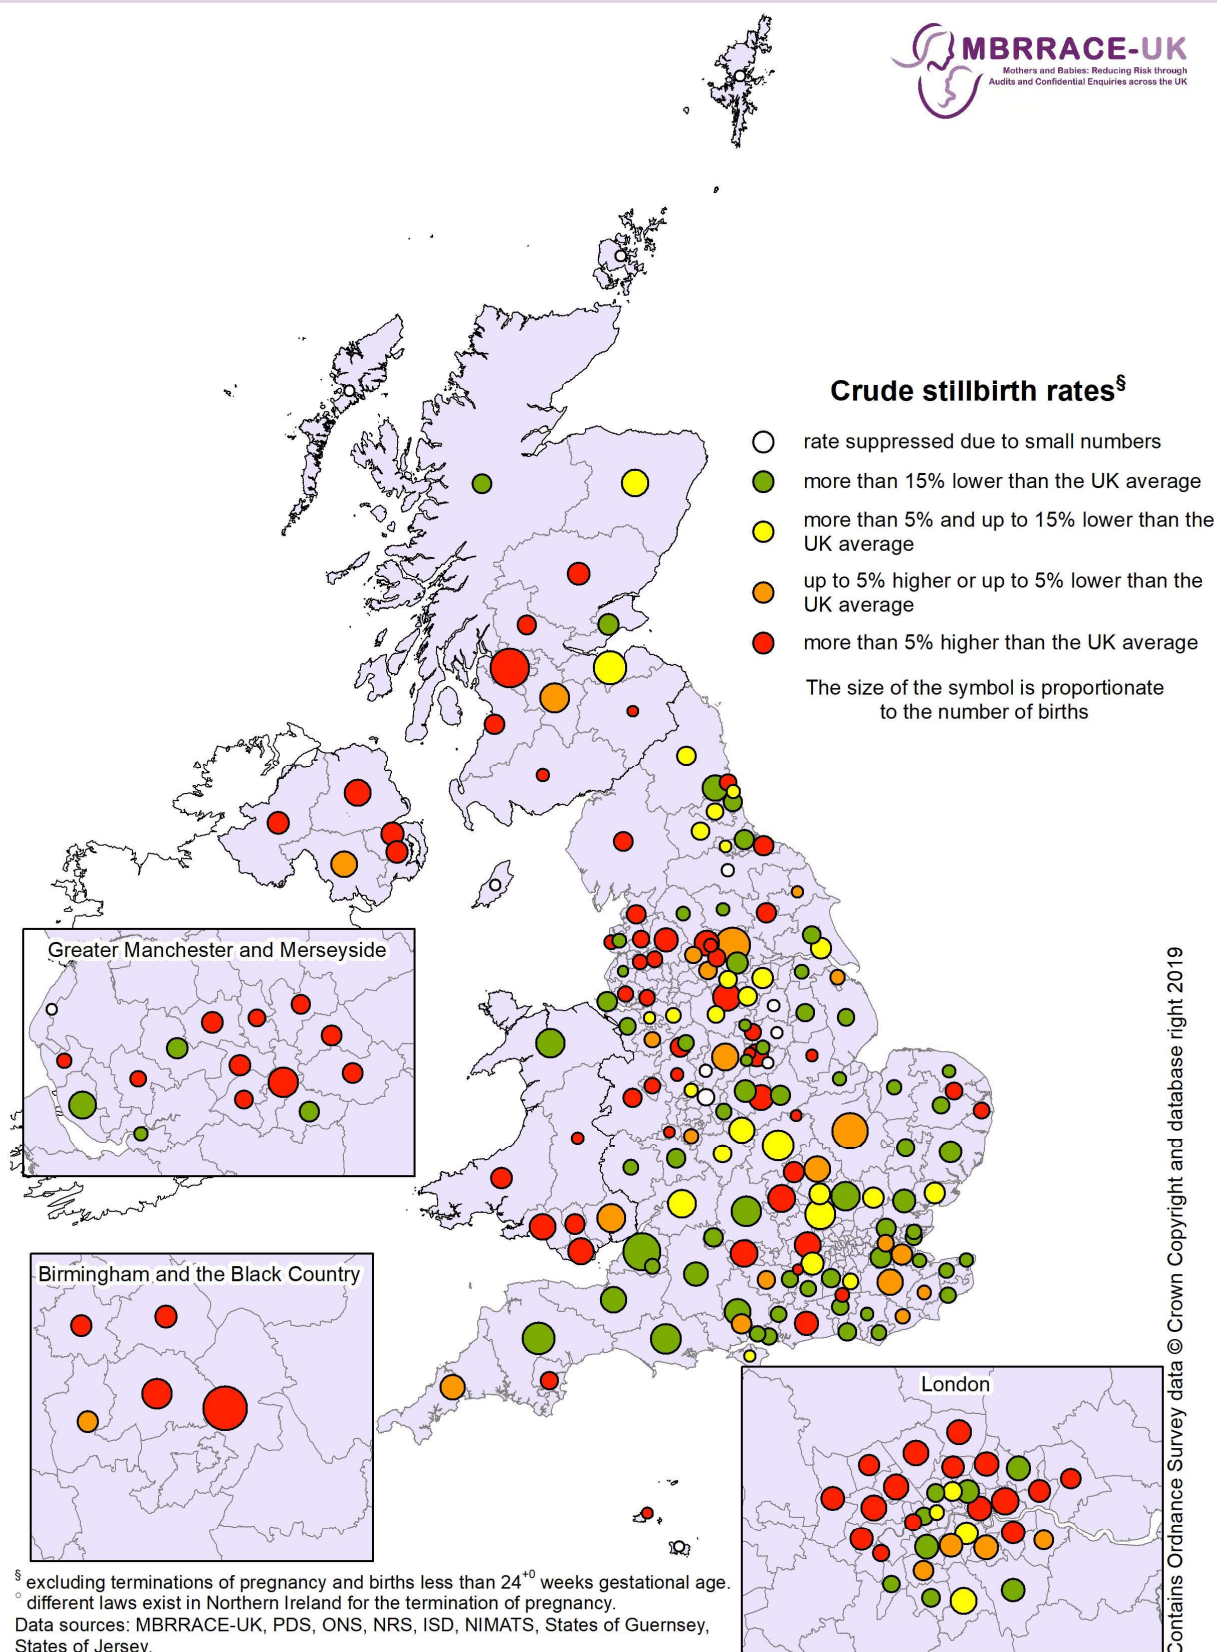 MBRRACE-UK
Mothers and Babies: Reducing Risk through
Audits and Confidential Enquiries across the UK
Crude stillbirth rates§
rate suppressed due to small numbers
more than 15% lower than the UK average
more than 5% and up to 15% lower than the
UK average
up to 5% higher or up to 5% lower than the
UK average
more than 5% higher than the UK average
The size of the symbol is proportionate
to the number of births
Greater Manchester and Merseyside
Birmingham and the Black Country
London
§ excluding terminations of pregnancy and births less than 24+0 weeks gestational age.
° different laws exist in Northern Ireland for the termination of pregnancy.
Data sources: MBRRACE-UK, PDS, ONS, NRS, ISD, NIMATS, States of Guernsey,
States of Jersey.
Contains Ordnance Survey data © Crown Copyright and database right 2019